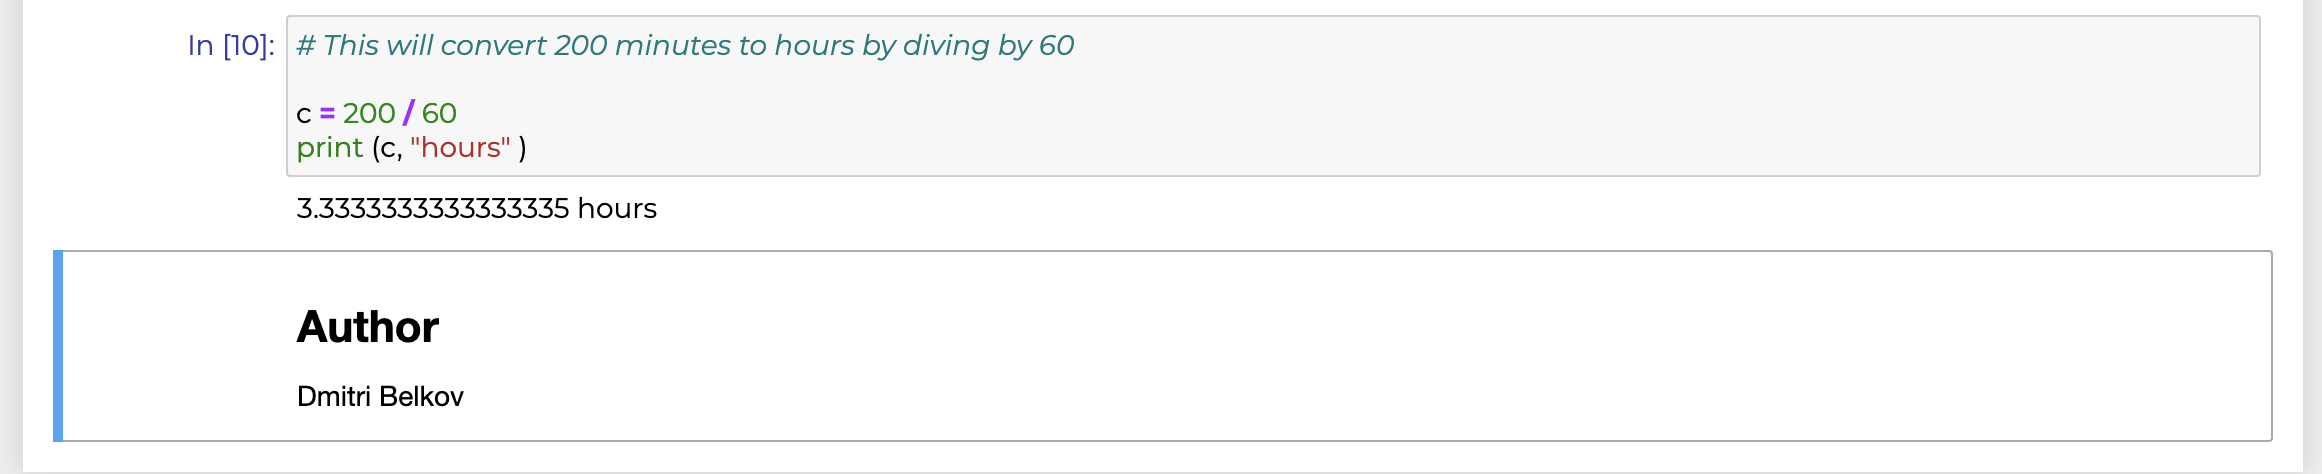 In [10]:
# This will convert 200 minutes to hours by diving by 60
c = 200 / 60
print (c, "hours" )
3.3333333333333335 hours
Author
Dmitri Belkov